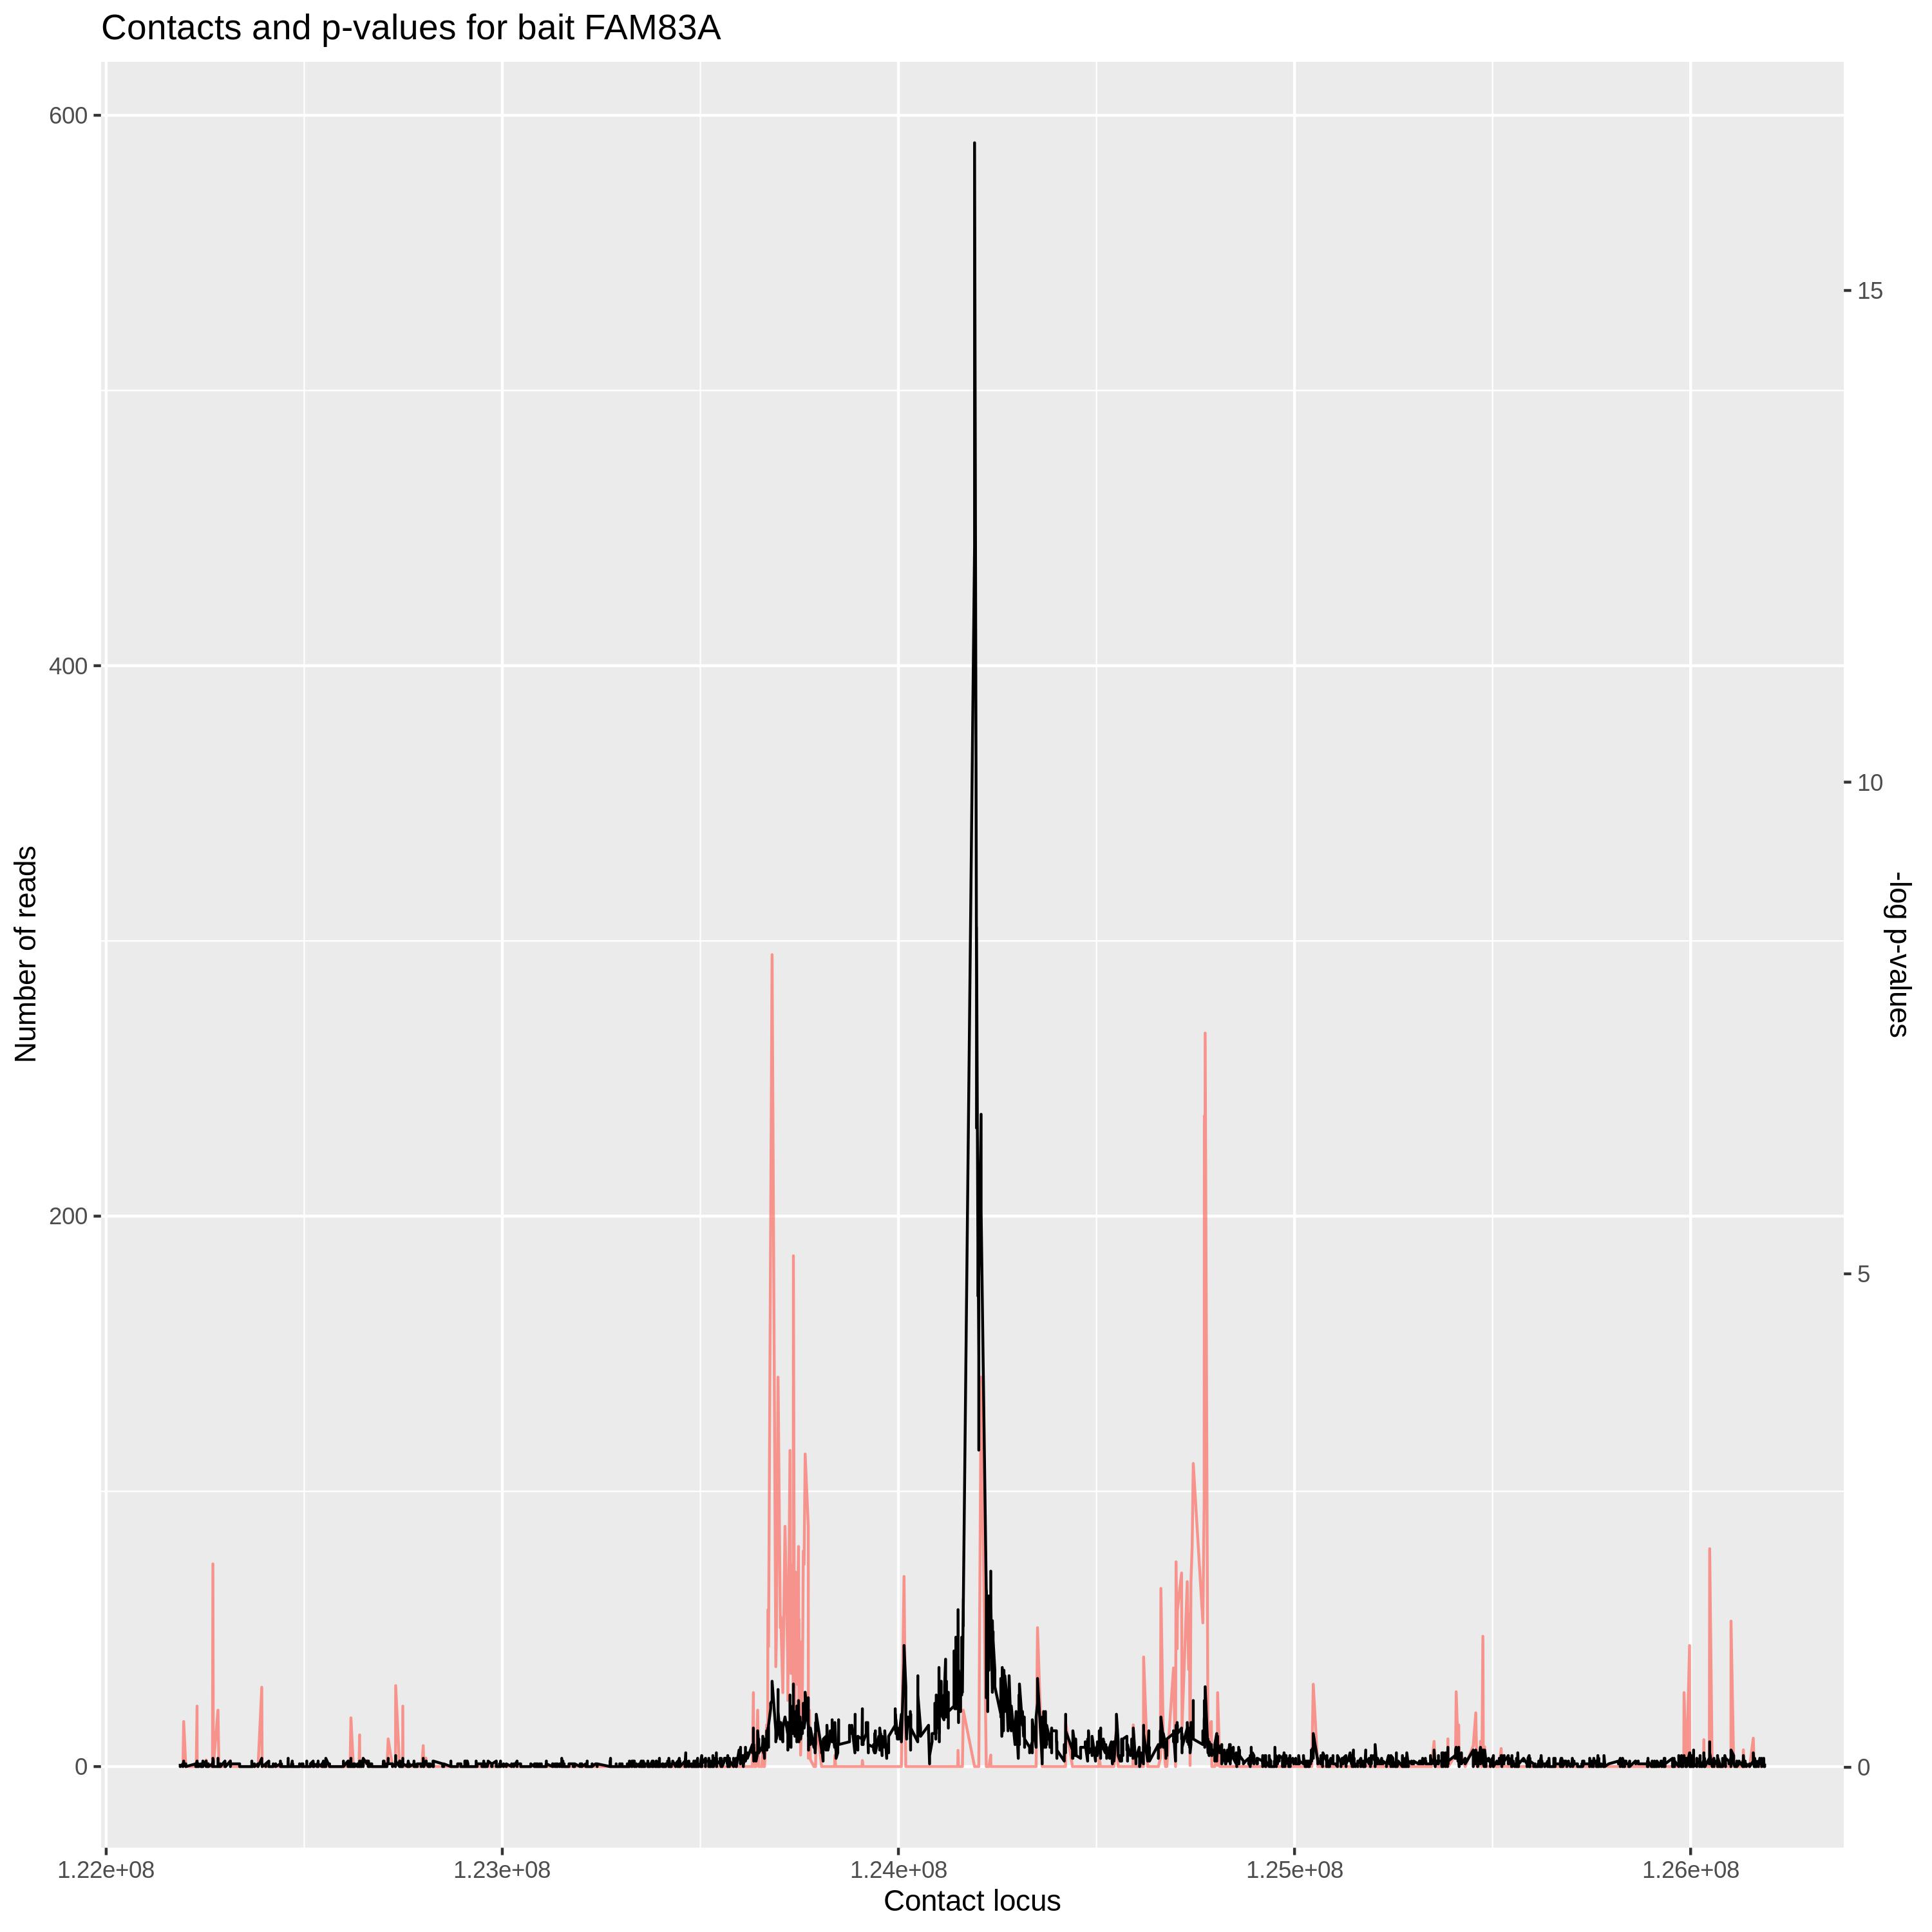 Contacts and p-values for bait FAM83A
600
400
200
0
Number of reads
15
10
5
0
-log p-values
1.22e+08 1.23e+08 1.24e+08 1.25e+08 1.26e+08
Contact locus